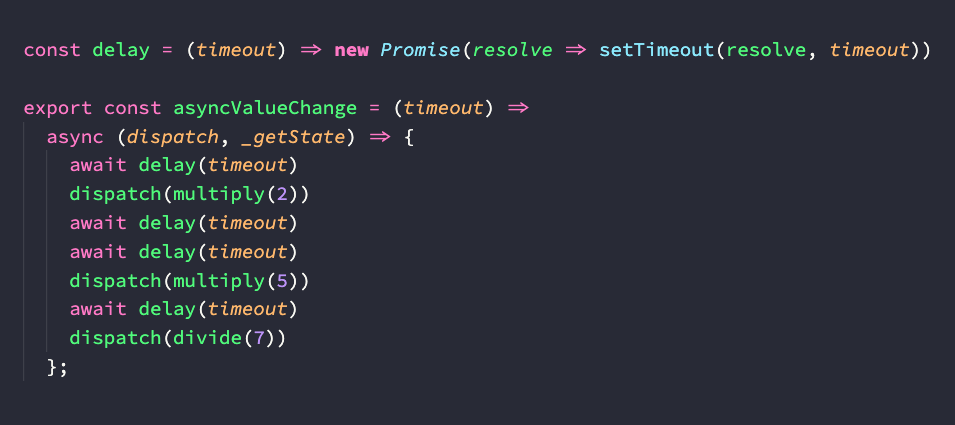 const delay = (timeout) => new Promise(resolve => setTimeout(resolve, timeout))
export const asyncValueChange = (timeout) =>
async (dispatch, _getState) => {
await delay(timeout)
dispatch(multiply(2))
await delay(timeout)
await delay(timeout)
dispatch(multiply(5))
await delay(timeout)
dispatch(divide(7))
};